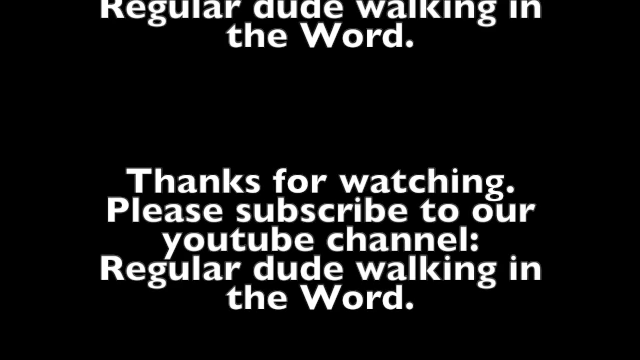 Regular dude walking in
the Word.
Thanks for watching.
Please subscribe to our
youtube channel:
Regular dude walking in
the Word.